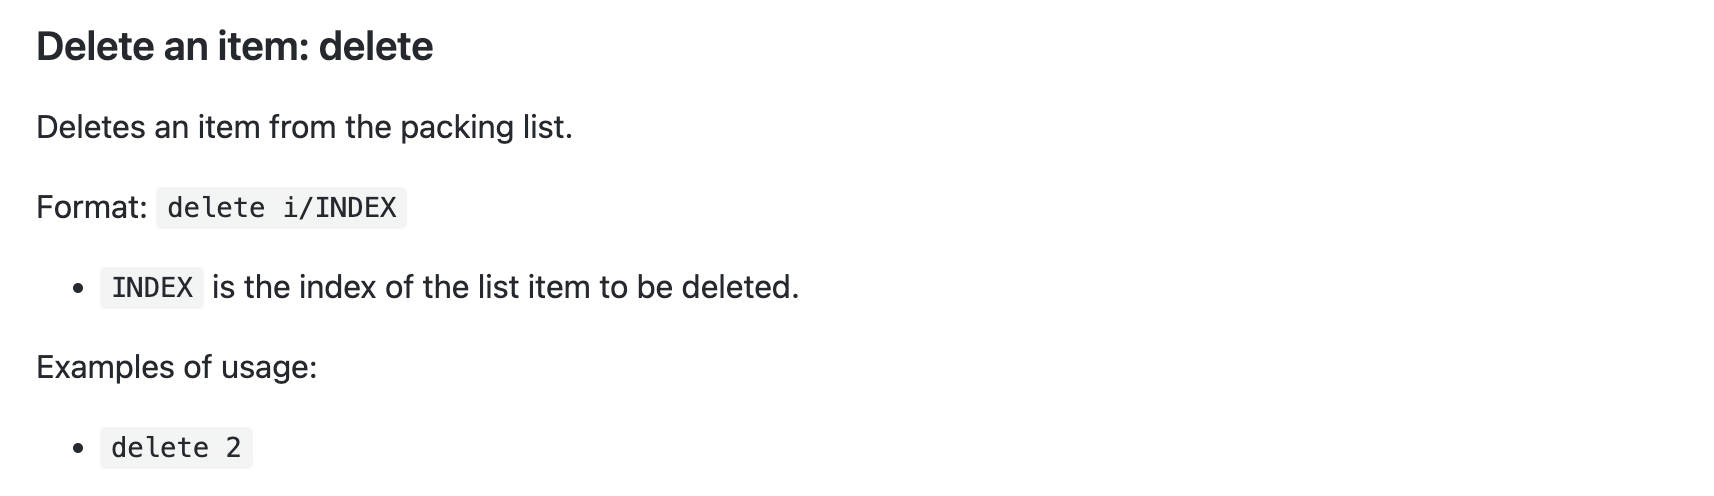 Delete an item: delete
Deletes an item from the packing list.
Format: delete i/INDEX
• INDEX is the index of the list item to be deleted.
Examples of usage:
• delete 2